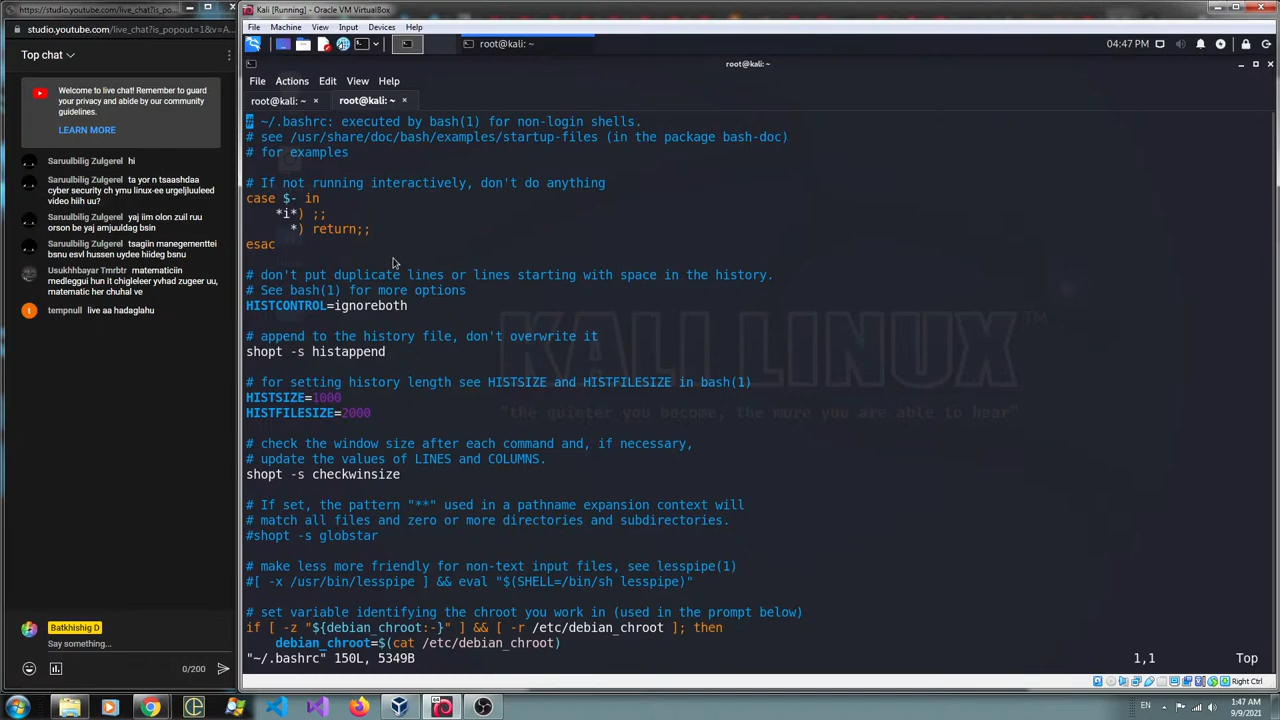 https://studio.youtube.com/live_chat?is_po...
studio.youtube.com/live_chat?is_popout=1&v=A...
Top chat
Welcome to live chat! Remember to guard
your privacy and abide by our community
guidelines.
LEARN MORE
Saruulbilig Zulgerel hi
Saruulbilig Zulgerel ta yor n tsaashdaa
cyber security ch ymu linux-ee urgeljluuleed
video hiih uu?
Saruulbilig Zulgerel yaj iim olon zuil ruu
orson be yaj amjuuldag bsn
Saruulbilig Zulgerel tsagiin manegementtei
bsnu esvl hussen uydee hiideg bsnu
Usukhhbayar Tmrbtr matematiciin
medleggui hun it chigleleer yvhad zugeer uu,
matematic her chuhal ve
tempnull live aa hadaglahu
Batkhishig D
Say something...
0/200
Kali [Running] - Oracle VM VirtualBox
File Machine View Input Devices Help
root@kali: ~
04:47 PM
root@kali:~
File Actions Edit View Help
root@kali: ~ × root@kali: ~ ×
# ~/.bashrc: executed by bash(1) for non-login shells.
# see /usr/share/doc/bash/examples/startup-files (in the package bash-doc)
# for examples
# If not running interactively, don't do anything
case $- in
*i*) ;;
*) return;;
esac
# don't put duplicate lines or lines starting with space in the history.
# See bash(1) for more options
HISTCONTROL=ignoreboth
# append to the history file, don't overwrite it
shopt -s histappend
# for setting history length see HISTSIZE and HISTFILESIZE in bash(1)
HISTSIZE=1000
HISTFILESIZE=2000
# check the window size after each command and, if necessary,
# update the values of LINES and COLUMNS.
shopt -s checkwinsize
# If set, the pattern "**" used in a pathname expansion context will
# match all files and zero or more directories and subdirectories.
#shopt -s globstar
# make less more friendly for non-text input files, see lesspipe(1)
#[ -x /usr/bin/lesspipe ] && eval "$(SHELL=/bin/sh lesspipe)"
# set variable identifying the chroot you work in (used in the prompt below)
if [ -z "${debian_chroot:-}" ] && [ -r /etc/debian_chroot ]; then
debian_chroot=$(cat /etc/debian_chroot)
"~/.bashrc" 150L, 5349B 1,1 Top
KALI LINUX™
"the quieter you become, the more you are able to hear"
Right Ctrl
EN
1:47 AM
9/9/2021